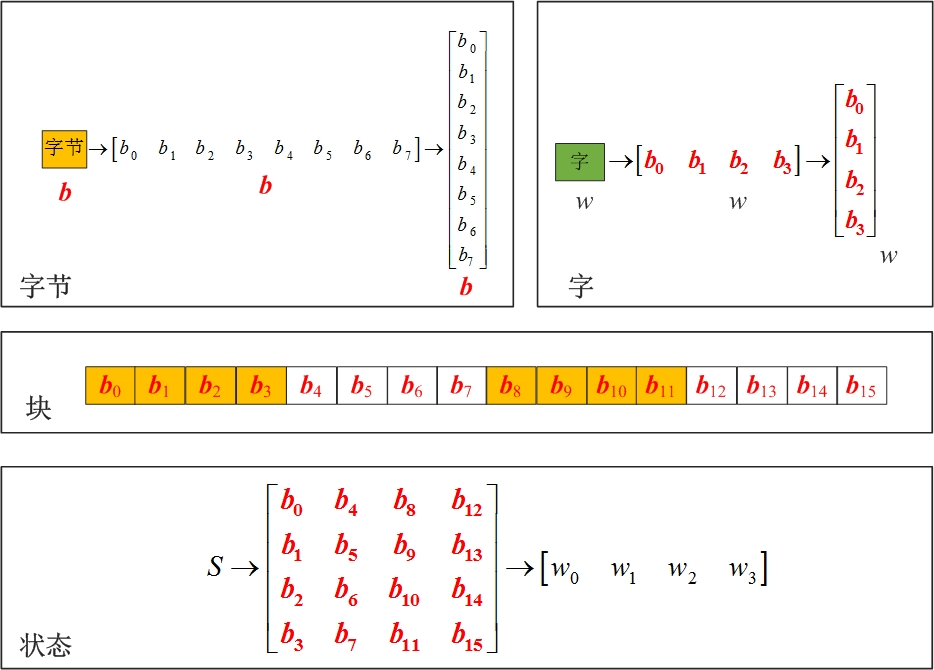 字节 → [b0 b1 b2 b3 b4 b5 b6 b7] → [b0
b1
b2
b3
b4
b5
b6
b7]
b b b
字节
字 → [b0 b1 b2 b3] → [b0
b1
b2
b3]
w w w
字
b0 b1 b2 b3 b4 b5 b6 b7 b8 b9 b10 b11 b12 b13 b14 b15
块
S → [b0 b4 b8 b12
b1 b5 b9 b13
b2 b6 b10 b14
b3 b7 b11 b15] → [w0 w1 w2 w3]
状态